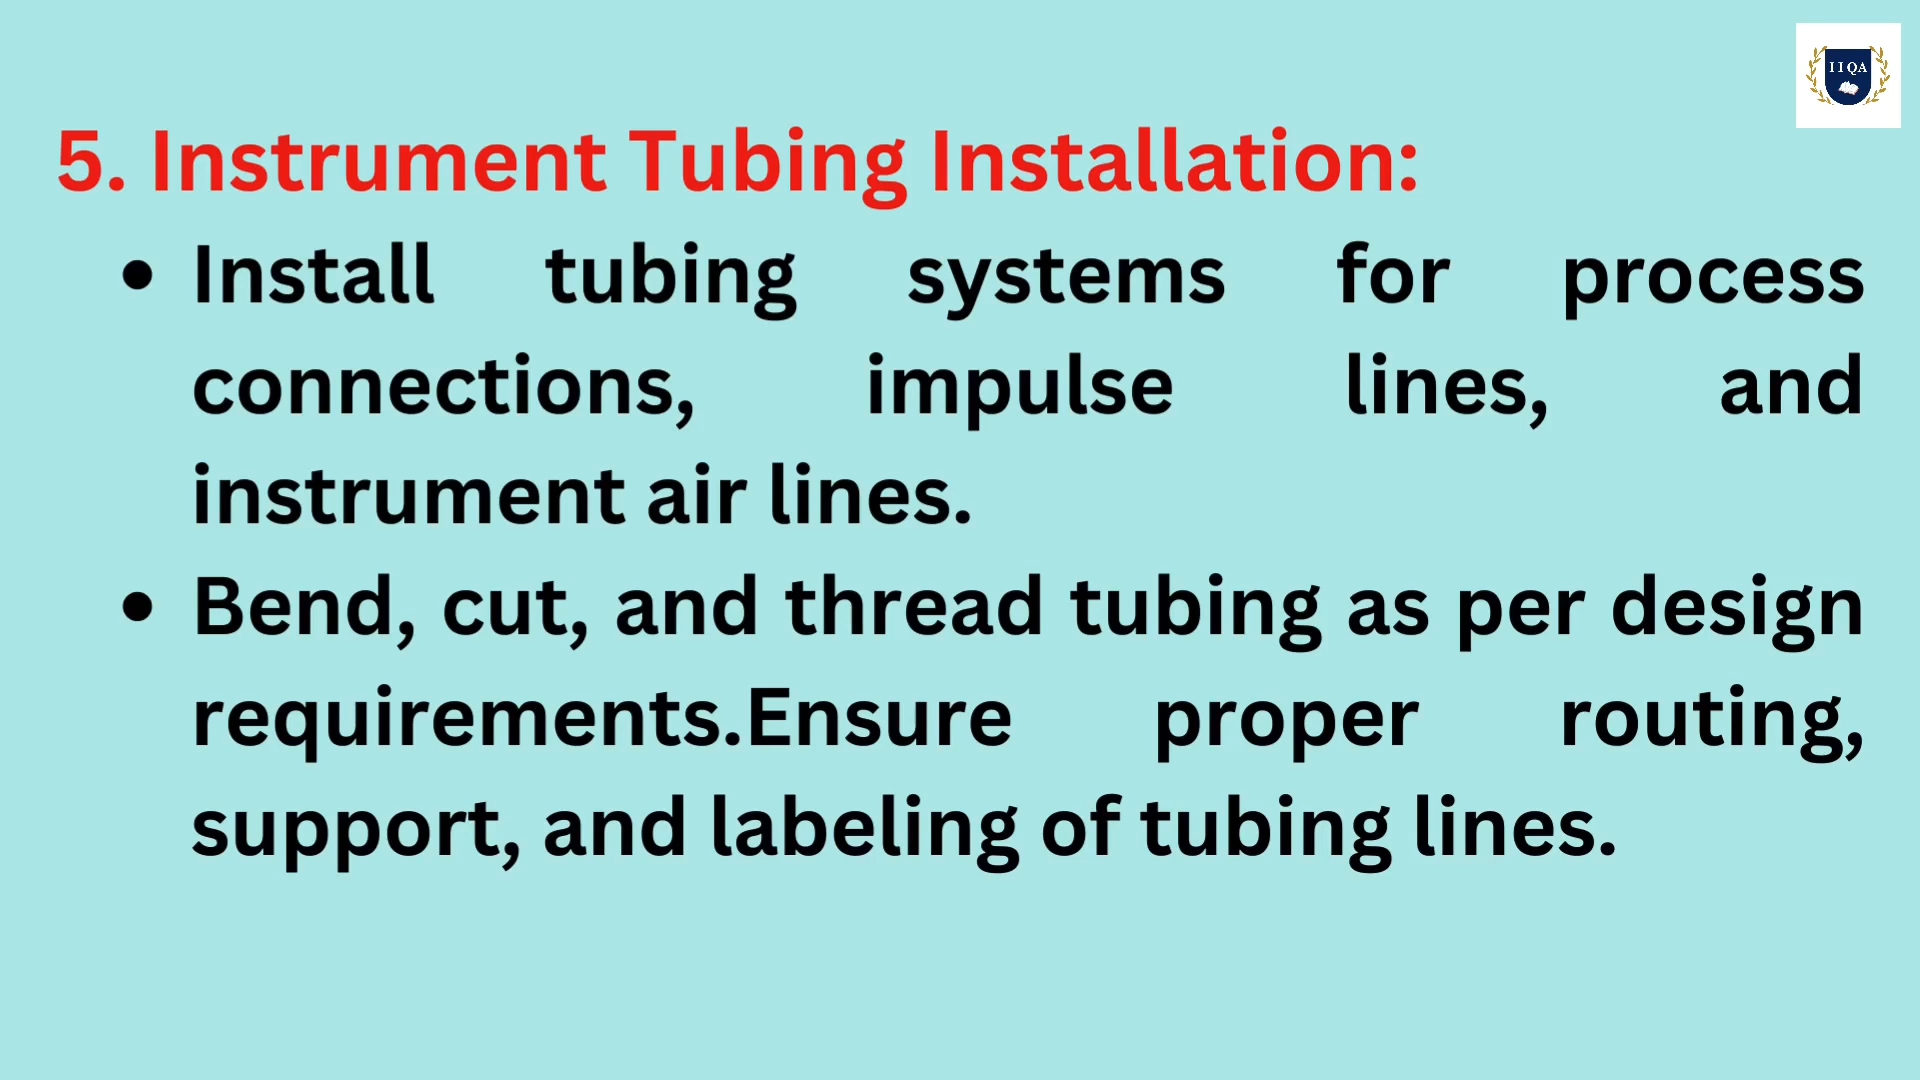 IIQA
5. Instrument Tubing Installation:
• Install tubing systems for process
connections, impulse lines, and
instrument air lines.
• Bend, cut, and thread tubing as per design
requirements.Ensure proper routing,
support, and labeling of tubing lines.